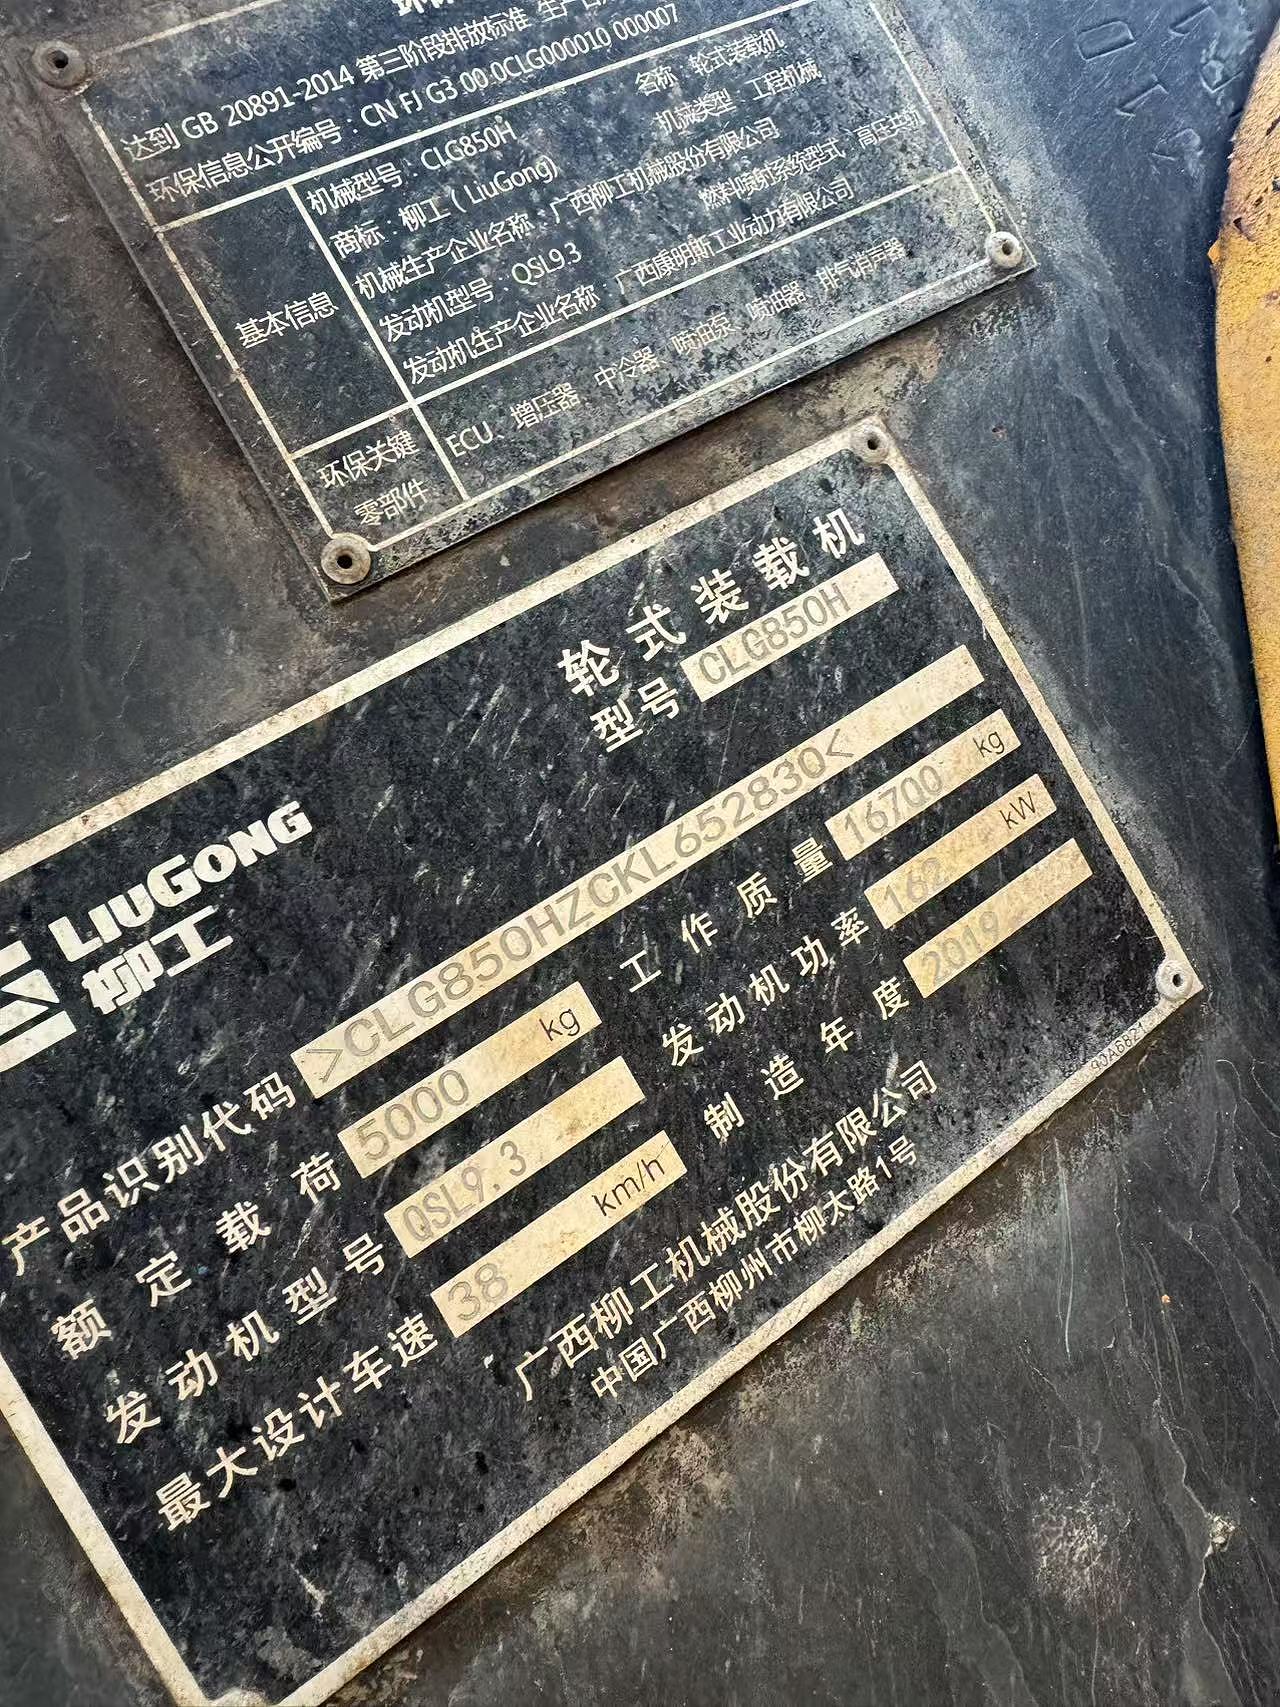 达到 GB 20891-2014 第三阶段排放标准 生产日
环保信息公开编号：CN FJ G3 00 0CLG000010 000007
基本信息
机械型号：CLG850H 名称 轮式装载机
商标：柳工（LiuGong） 机械类型：工程机械
机械生产企业名称：广西柳工机械股份有限公司
发动机型号：QSL9.3 燃料喷射系统型式：高压共轨
发动机生产企业名称：广西康明斯工业动力有限公司
环保关键
零部件
ECU、增压器 中冷器 喷油泵 喷油器 排气消声器
LIUGONG
柳工
轮式装载机
型号 CLG850H
产品识别代码 >CLG850HZCKL652830<
额定载荷 5000 kg 工作质量 16700 kg
发动机型号 QSL9.3 发动机功率 162 kW
最大设计车速 38 km/h 制造年度 2019
广西柳工机械股份有限公司
中国广西柳州市柳太路1号